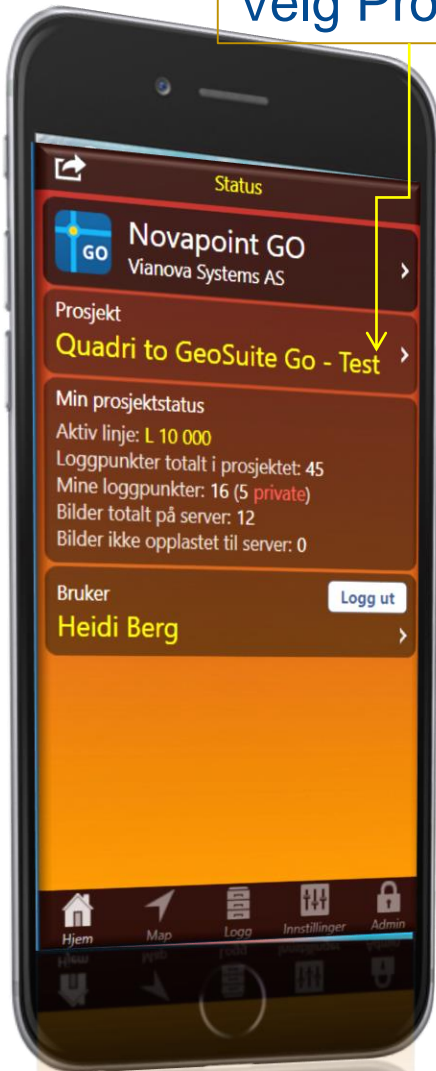 Velg Pro
Status
GO
Novapoint GO
Vianova Systems AS
Prosjekt
Quadri to GeoSuite Go - Test
Min prosjektstatus
Aktiv linje: L 10 000
Loggpunkter totalt i prosjektet: 45
Mine loggpunkter: 16 (5 private)
Bilder totalt på server: 12
Bilder ikke opplastet til server: 0
Bruker
Logg ut
Heidi Berg
Hjem Map Logg Innstillinger Admin